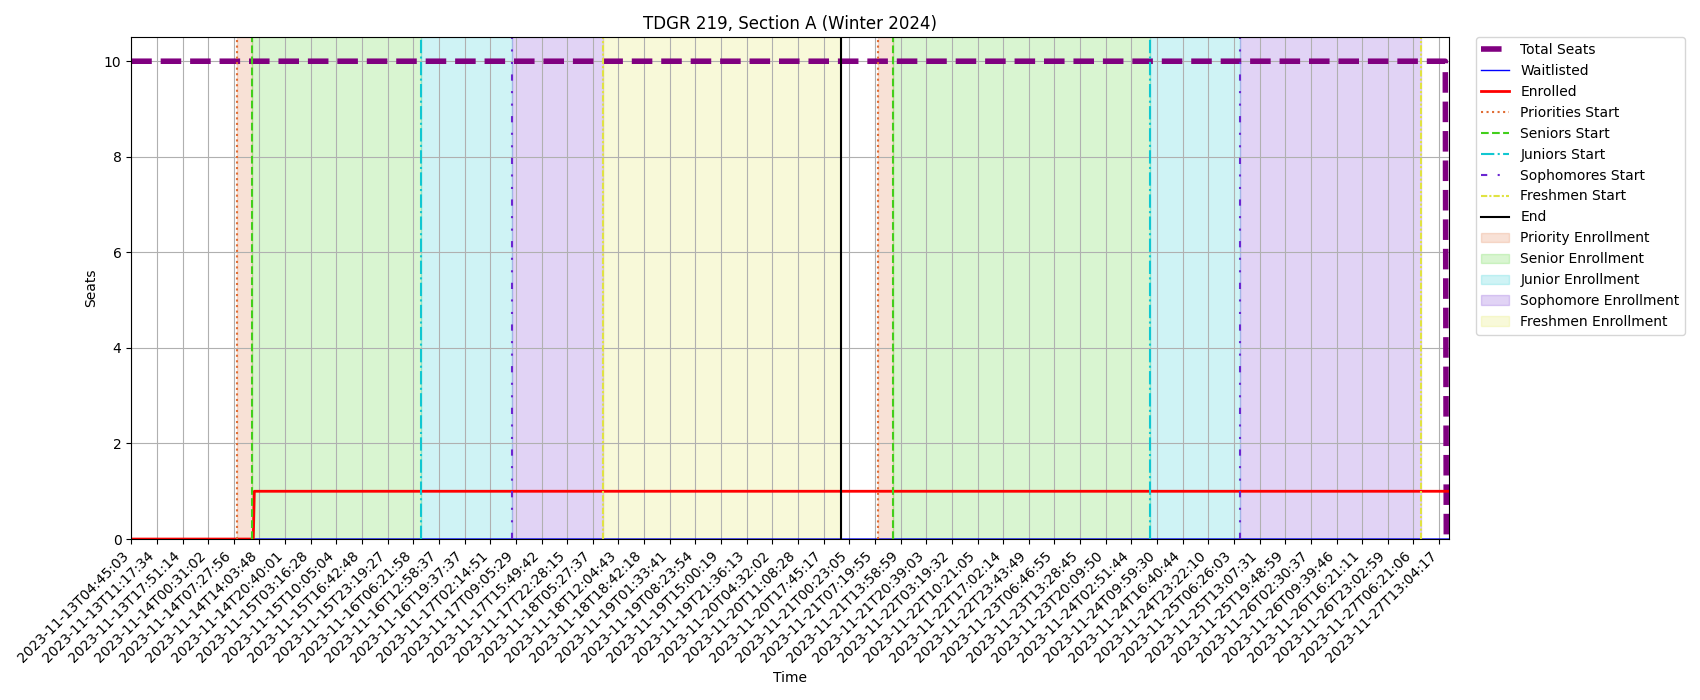 TDGR 219, Section A (Winter 2024)
Seats
10
8
6
4
2
0
2023-11-13T04:45:03
2023-11-13T11:17:34
2023-11-13T17:51:14
2023-11-14T00:31:02
2023-11-14T07:27:56
2023-11-14T14:03:48
2023-11-14T20:40:01
2023-11-15T03:16:28
2023-11-15T10:05:04
2023-11-15T16:42:48
2023-11-15T23:19:27
2023-11-16T06:21:58
2023-11-16T12:58:37
2023-11-16T19:37:37
2023-11-17T02:14:51
2023-11-17T09:05:29
2023-11-17T15:49:42
2023-11-17T22:28:15
2023-11-18T05:27:37
2023-11-18T12:04:43
2023-11-18T18:42:18
2023-11-19T01:33:41
2023-11-19T08:23:54
2023-11-19T15:00:19
2023-11-19T21:36:13
2023-11-20T04:32:02
2023-11-20T11:08:28
2023-11-20T17:45:17
2023-11-21T00:23:05
2023-11-21T07:19:55
2023-11-21T13:58:59
2023-11-21T20:39:03
2023-11-22T03:19:32
2023-11-22T10:21:05
2023-11-22T17:02:14
2023-11-22T23:43:49
2023-11-23T06:46:55
2023-11-23T13:28:45
2023-11-23T20:09:50
2023-11-24T02:51:44
2023-11-24T09:59:30
2023-11-24T16:40:44
2023-11-24T23:22:10
2023-11-25T06:26:03
2023-11-25T13:07:31
2023-11-25T19:48:59
2023-11-26T02:30:37
2023-11-26T09:39:46
2023-11-26T16:21:11
2023-11-26T23:02:59
2023-11-27T06:21:06
2023-11-27T13:04:17
Time
Total Seats
Waitlisted
Enrolled
Priorities Start
Seniors Start
Juniors Start
Sophomores Start
Freshmen Start
End
Priority Enrollment
Senior Enrollment
Junior Enrollment
Sophomore Enrollment
Freshmen Enrollment